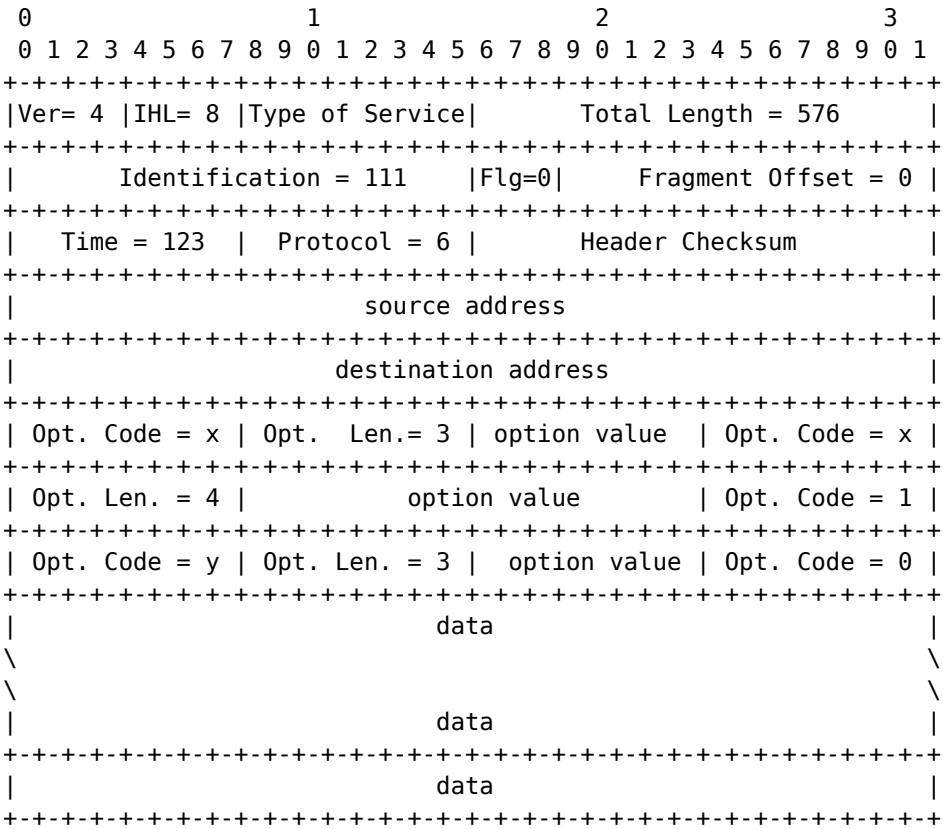 0                   1                   2                   3
 0 1 2 3 4 5 6 7 8 9 0 1 2 3 4 5 6 7 8 9 0 1 2 3 4 5 6 7 8 9 0 1
+-+-+-+-+-+-+-+-+-+-+-+-+-+-+-+-+-+-+-+-+-+-+-+-+-+-+-+-+-+-+-+-+
|Ver= 4 |IHL= 8 |Type of Service|       Total Length = 576      |
+-+-+-+-+-+-+-+-+-+-+-+-+-+-+-+-+-+-+-+-+-+-+-+-+-+-+-+-+-+-+-+-+
|       Identification = 111    |Flg=0|     Fragment Offset = 0 |
+-+-+-+-+-+-+-+-+-+-+-+-+-+-+-+-+-+-+-+-+-+-+-+-+-+-+-+-+-+-+-+-+
|   Time = 123  |  Protocol = 6 |       Header Checksum         |
+-+-+-+-+-+-+-+-+-+-+-+-+-+-+-+-+-+-+-+-+-+-+-+-+-+-+-+-+-+-+-+-+
|                        source address                         |
+-+-+-+-+-+-+-+-+-+-+-+-+-+-+-+-+-+-+-+-+-+-+-+-+-+-+-+-+-+-+-+-+
|                      destination address                      |
+-+-+-+-+-+-+-+-+-+-+-+-+-+-+-+-+-+-+-+-+-+-+-+-+-+-+-+-+-+-+-+-+
| Opt. Code = x | Opt.  Len.= 3 | option value  | Opt. Code = x |
+-+-+-+-+-+-+-+-+-+-+-+-+-+-+-+-+-+-+-+-+-+-+-+-+-+-+-+-+-+-+-+-+
| Opt. Len. = 4 |           option value        | Opt. Code = 1 |
+-+-+-+-+-+-+-+-+-+-+-+-+-+-+-+-+-+-+-+-+-+-+-+-+-+-+-+-+-+-+-+-+
| Opt. Code = y | Opt. Len. = 3 |  option value | Opt. Code = 0 |
+-+-+-+-+-+-+-+-+-+-+-+-+-+-+-+-+-+-+-+-+-+-+-+-+-+-+-+-+-+-+-+-+
|                             data                              |
\                                                               \
\                                                               \
|                             data                              |
+-+-+-+-+-+-+-+-+-+-+-+-+-+-+-+-+-+-+-+-+-+-+-+-+-+-+-+-+-+-+-+-+
|                             data                              |
+-+-+-+-+-+-+-+-+-+-+-+-+-+-+-+-+-+-+-+-+-+-+-+-+-+-+-+-+-+-+-+-+